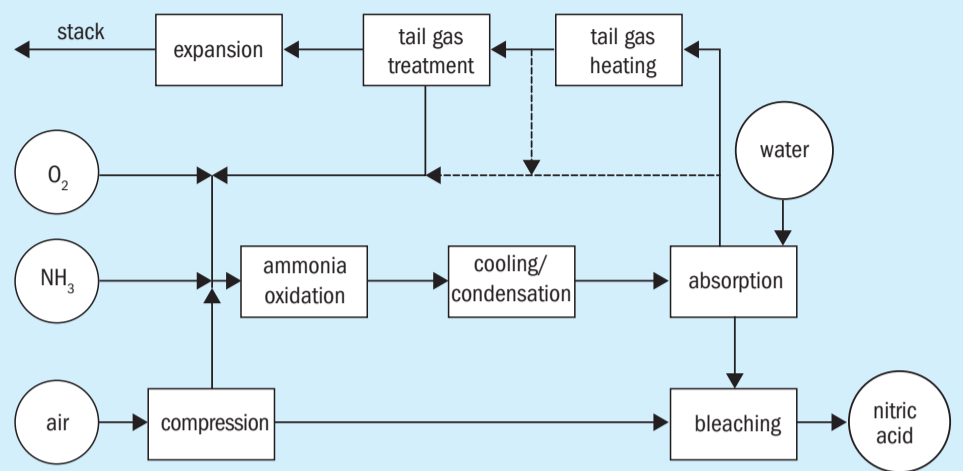 stack
expansion
tail gas
treatment
tail gas
heating
water
O₂
NH₃
ammonia
oxidation
cooling/
condensation
absorption
air
compression
bleaching
nitric
acid